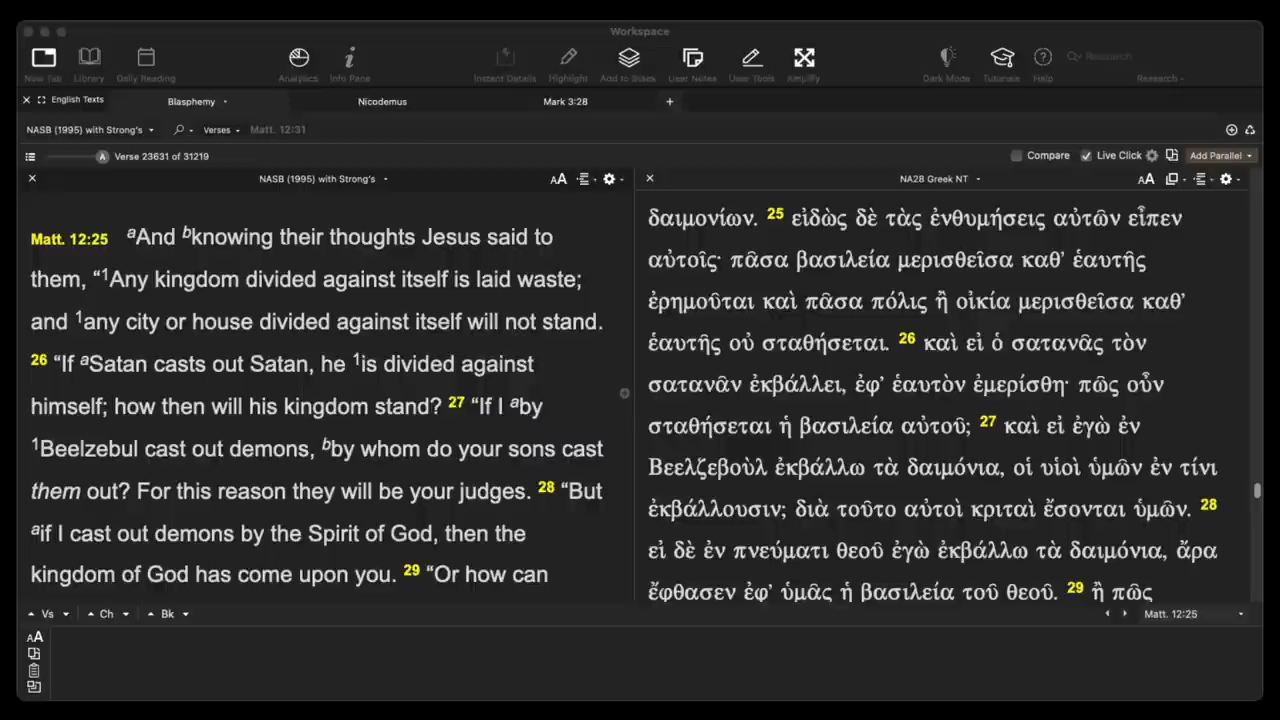 Workspace
New Tab Library Daily Reading Analytics Info Pane Instant Details Highlight Add to Stack User Notes User Tools Amplify Dark Mode Tutorials Help Research
Research
English Texts Blasphemy Nicodemus Mark 3:28 +
NASB (1995) with Strong's Verses Matt. 12:31
A Verse 23631 of 31219 Compare Live Click Add Parallel
NASB (1995) with Strong's AA
Matt. 12:25 aAnd bknowing their thoughts Jesus said to
them, “1Any kingdom divided against itself is laid waste;
and 1any city or house divided against itself will not stand.
26 “If aSatan casts out Satan, he 1is divided against
himself; how then will his kingdom stand? 27 “If I aby
1Beelzebul cast out demons, bby whom do your sons cast
them out? For this reason they will be your judges. 28 “But
aif I cast out demons by the Spirit of God, then the
kingdom of God has come upon you. 29 “Or how can
NA28 Greek NT AA
δαιμονίων. 25 εἰδὼς δὲ τὰς ἐνθυμήσεις αὐτῶν εἶπεν
αὐτοῖς· πᾶσα βασιλεία μερισθεῖσα καθ’ ἑαυτῆς
ἐρημοῦται καὶ πᾶσα πόλις ἢ οἰκία μερισθεῖσα καθ’
ἑαυτῆς οὐ σταθήσεται. 26 καὶ εἰ ὁ σατανᾶς τὸν
σατανᾶν ἐκβάλλει, ἐφ’ ἑαυτὸν ἐμερίσθη· πῶς οὖν
σταθήσεται ἡ βασιλεία αὐτοῦ; 27 καὶ εἰ ἐγὼ ἐν
Βεελζεβοὺλ ἐκβάλλω τὰ δαιμόνια, οἱ υἱοὶ ὑμῶν ἐν τίνι
ἐκβάλλουσιν; διὰ τοῦτο αὐτοὶ κριταὶ ἔσονται ὑμῶν. 28
εἰ δὲ ἐν πνεύματι θεοῦ ἐγὼ ἐκβάλλω τὰ δαιμόνια, ἄρα
ἔφθασεν ἐφ’ ὑμᾶς ἡ βασιλεία τοῦ θεοῦ. 29 ἢ πῶς
Vs Ch Bk Matt. 12:25
AA